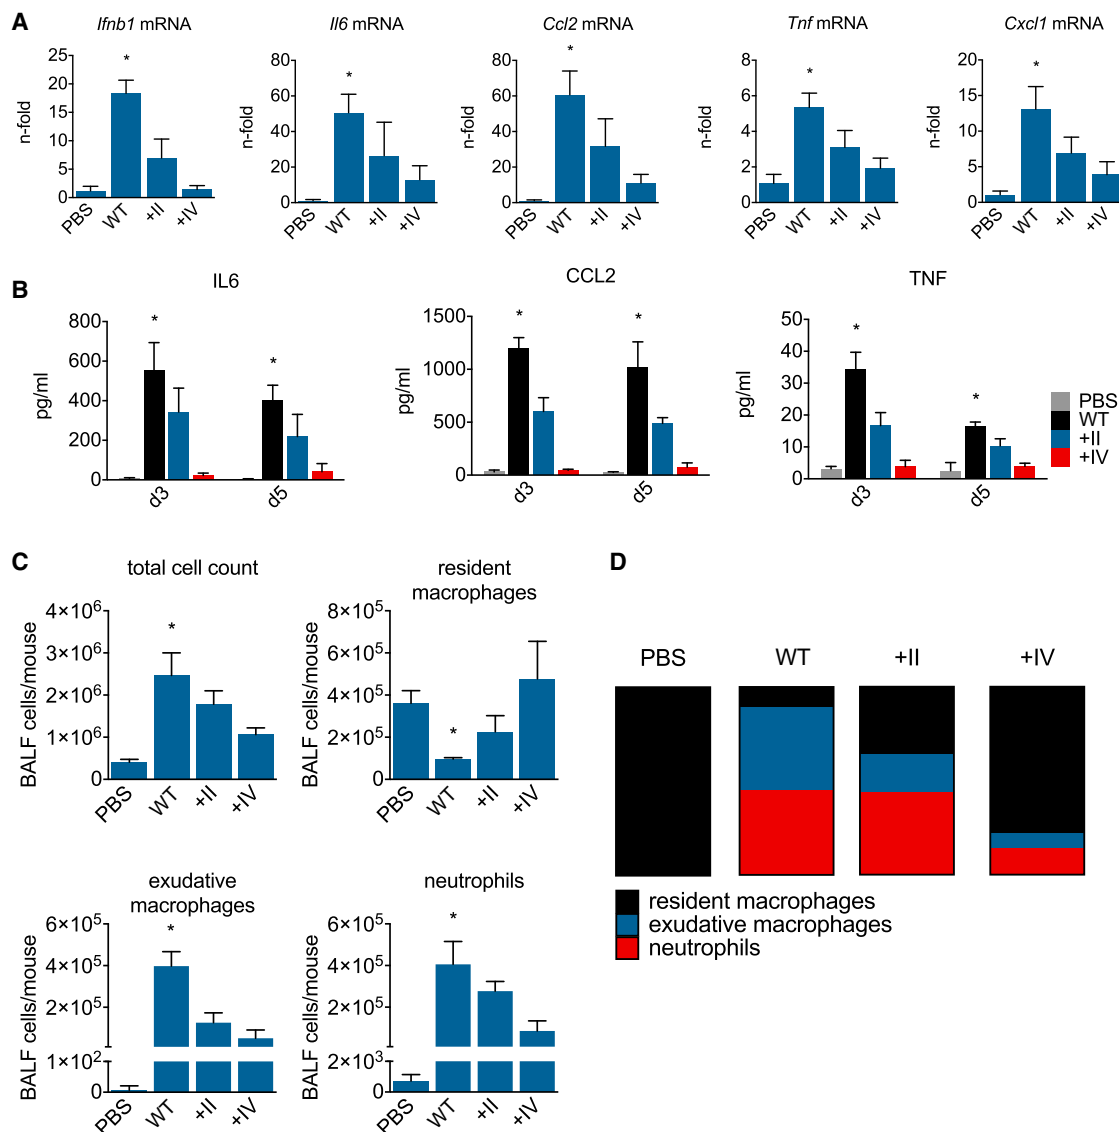 A
Ifnb1 mRNA
Il6 mRNA
Ccl2 mRNA
Tnf mRNA
Cxcl1 mRNA
n-fold
25
20
15
10
5
0
PBS
WT
+II
+IV
n-fold
80
60
40
20
0
PBS
WT
+II
+IV
n-fold
80
60
40
20
0
PBS
WT
+II
+IV
n-fold
8
6
4
2
0
PBS
WT
+II
+IV
n-fold
20
15
10
5
0
PBS
WT
+II
+IV
*
*
*
*
*
B
IL6
CCL2
TNF
pg/ml
800
600
400
200
0
d3
d5
*
*
pg/ml
1500
1000
500
0
d3
d5
*
*
pg/ml
50
40
30
20
10
0
d3
d5
*
*
PBS
WT
+II
+IV
C
total cell count
BALF cells/mouse
4×10⁶
3×10⁶
2×10⁶
1×10⁶
0
PBS
WT
+II
+IV
*
resident
macrophages
BALF cells/mouse
8×10⁵
6×10⁵
4×10⁵
2×10⁵
0
PBS
WT
+II
+IV
*
exudative
macrophages
BALF cells/mouse
6×10⁵
4×10⁵
2×10⁵
1×10²
0
PBS
WT
+II
+IV
*
neutrophils
BALF cells/mouse
6×10⁵
4×10⁵
2×10⁵
2×10³
0
PBS
WT
+II
+IV
*
D
PBS
WT
+II
+IV
resident macrophages
exudative macrophages
neutrophils